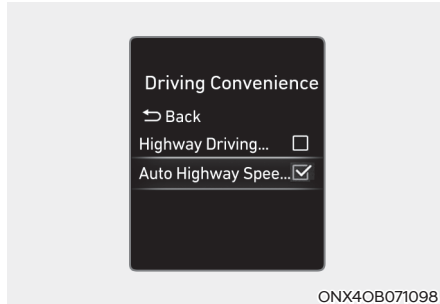 Driving Convenience
Back
Highway Driving...
Auto Highway Spee...
ONX4OB071098